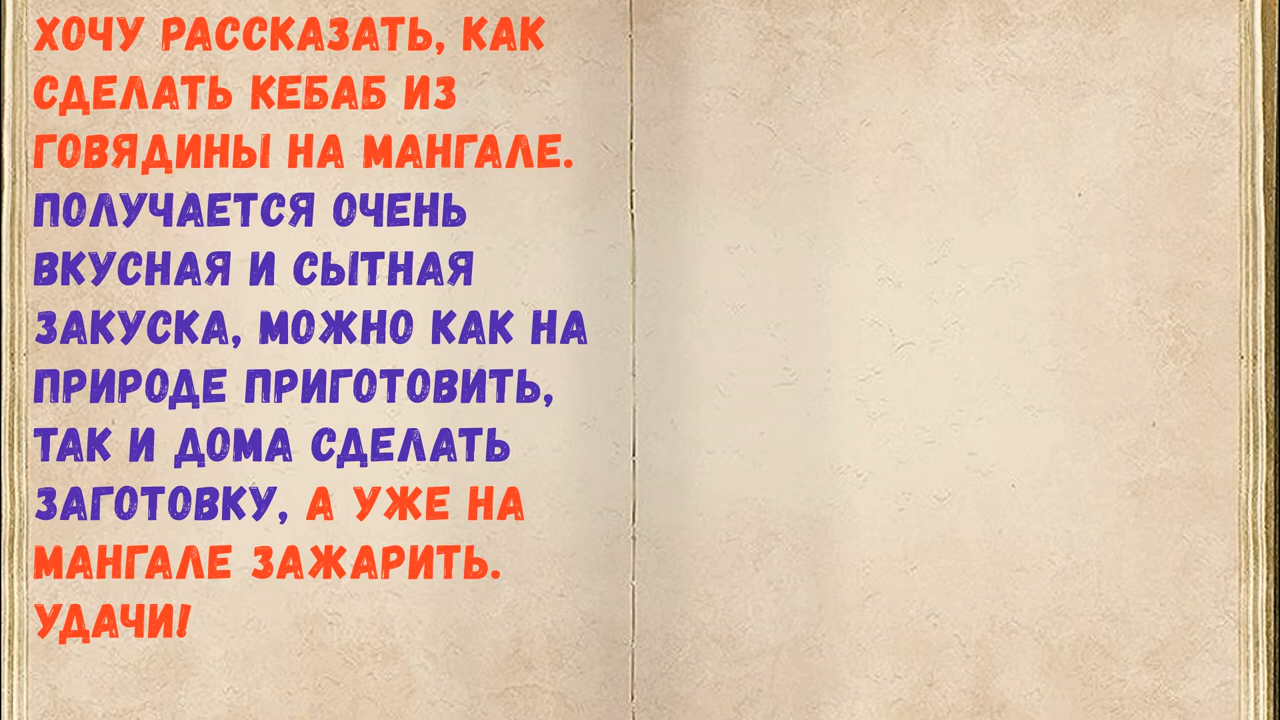 ХОЧУ РАССКАЗАТЬ, КАК
СДЕЛАТЬ КЕБАБ ИЗ
ГОВЯДИНЫ НА МАНГАЛЕ.
ПОЛУЧАЕТСЯ ОЧЕНЬ
ВКУСНАЯ И СЫТНАЯ
ЗАКУСКА, МОЖНО КАК НА
ПРИРОДЕ ПРИГОТОВИТЬ,
ТАК И ДОМА СДЕЛАТЬ
ЗАГОТОВКУ, А УЖЕ НА
МАНГАЛЕ ЗАЖАРИТЬ.
УДАЧИ!